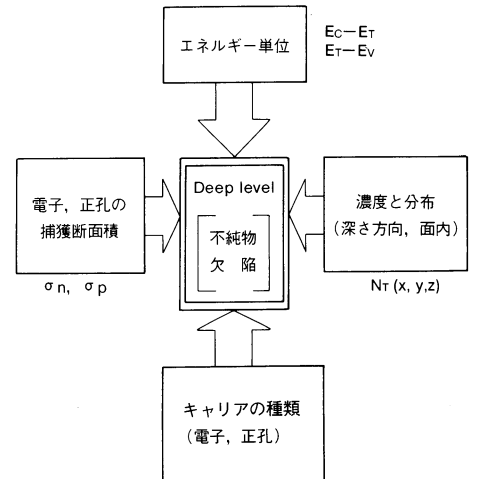 エネルギー単位
EC−ET
ET−EV
電子，正孔の
捕獲断面積
σn, σp
Deep level
不純物
欠 陥
濃度と分布
（深さ方向，面内）
NT (x, y,z)
キャリアの種類
（電子，正孔）